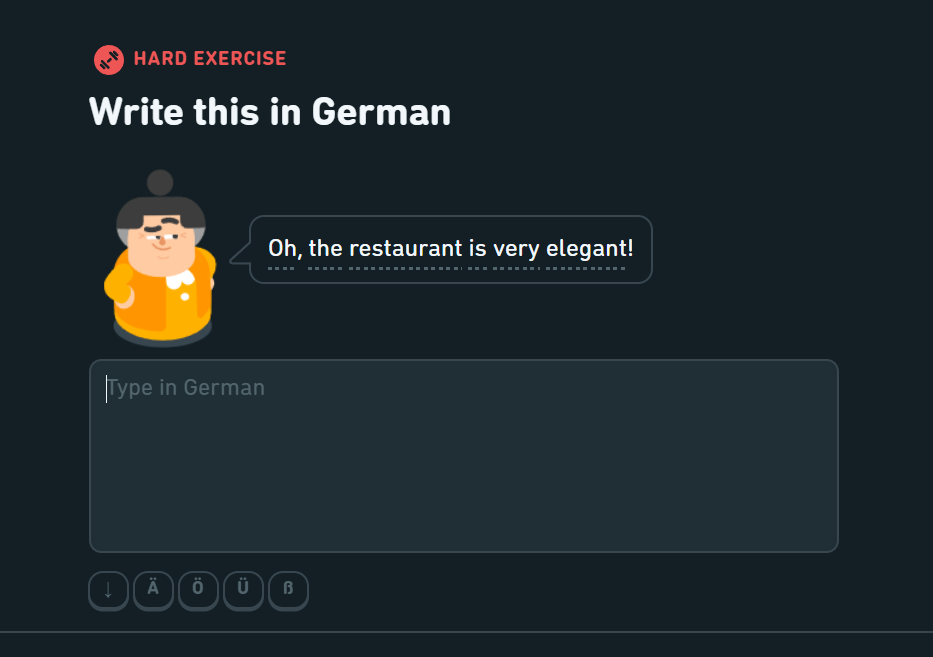 HARD EXERCISE
Write this in German
Oh, the restaurant is very elegant!
Type in German
↓ Ä Ö Ü ß